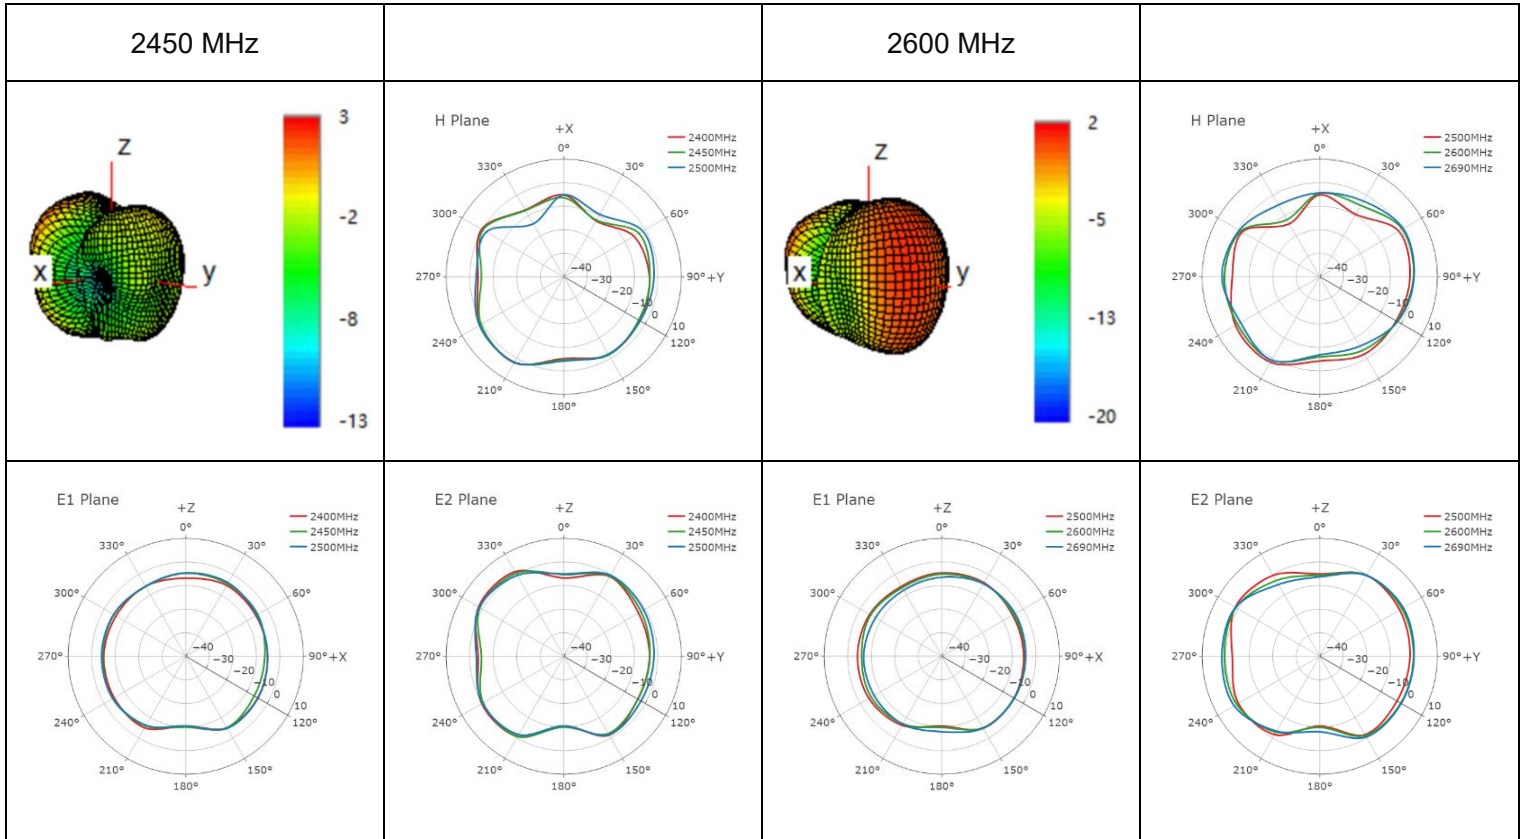 2450 MHz
2600 MHz
Z
X
y
3
-2
-8
-13
H Plane
+X
0°
2400MHz
2450MHz
2500MHz
330°
30°
300°
60°
270°
90°+Y
240°
120°
210°
150°
180°
−40
−30
−20
−10
0
10
Z
X
y
2
-5
-13
-20
H Plane
+X
0°
2500MHz
2600MHz
2690MHz
330°
30°
300°
60°
270°
90°+Y
240°
120°
210°
150°
180°
−40
−30
−20
−10
0
10
E1 Plane
+Z
0°
2400MHz
2450MHz
2500MHz
330°
30°
300°
60°
270°
90°+X
240°
120°
210°
150°
180°
−40
−30
−20
−10
0
10
E2 Plane
+Z
0°
2400MHz
2450MHz
2500MHz
330°
30°
300°
60°
270°
90°+Y
240°
120°
210°
150°
180°
−40
−30
−20
−10
0
10
E1 Plane
+Z
0°
2500MHz
2600MHz
2690MHz
330°
30°
300°
60°
270°
90°+X
240°
120°
210°
150°
180°
−40
−30
−20
−10
0
10
E2 Plane
+Z
0°
2500MHz
2600MHz
2690MHz
330°
30°
300°
60°
270°
90°+Y
240°
120°
210°
150°
180°
−40
−30
−20
−10
0
10